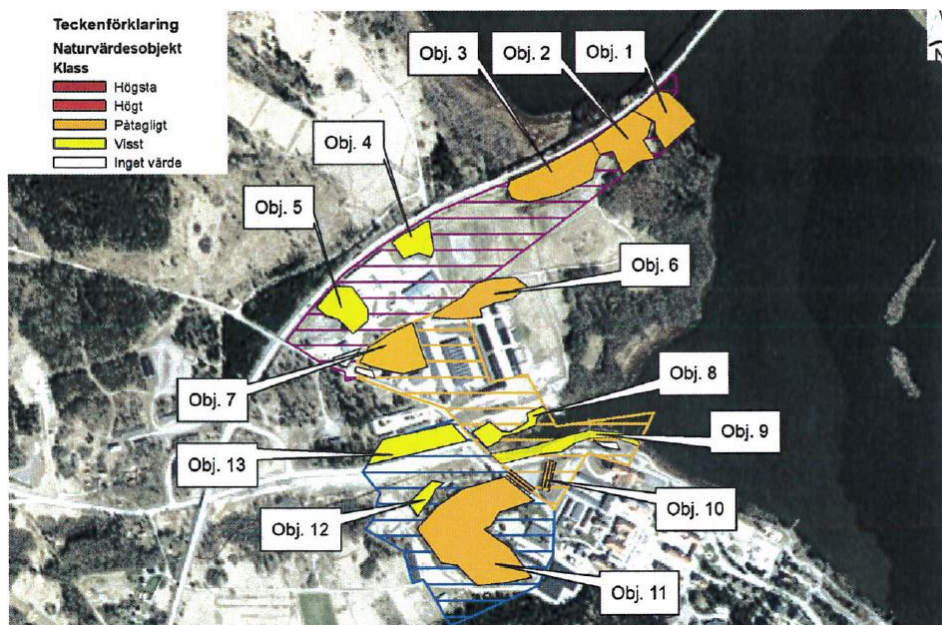 Teckenförklaring
Naturvärdesobjekt
Klass
Högsta
Högt
Påtagligt
Visst
Inget värde
Obj. 1
Obj. 2
Obj. 3
Obj. 4
Obj. 5
Obj. 6
Obj. 7
Obj. 8
Obj. 9
Obj. 13
Obj. 10
Obj. 12
Obj. 11